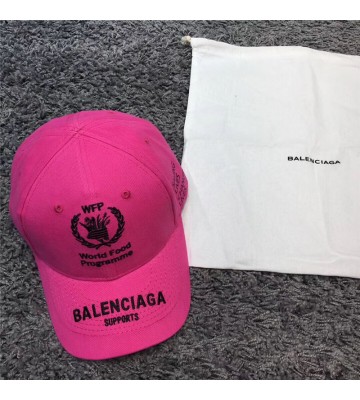 WFP
World Food
Programme
BALENCIAGA
SUPPORTS
BALENCIAGA